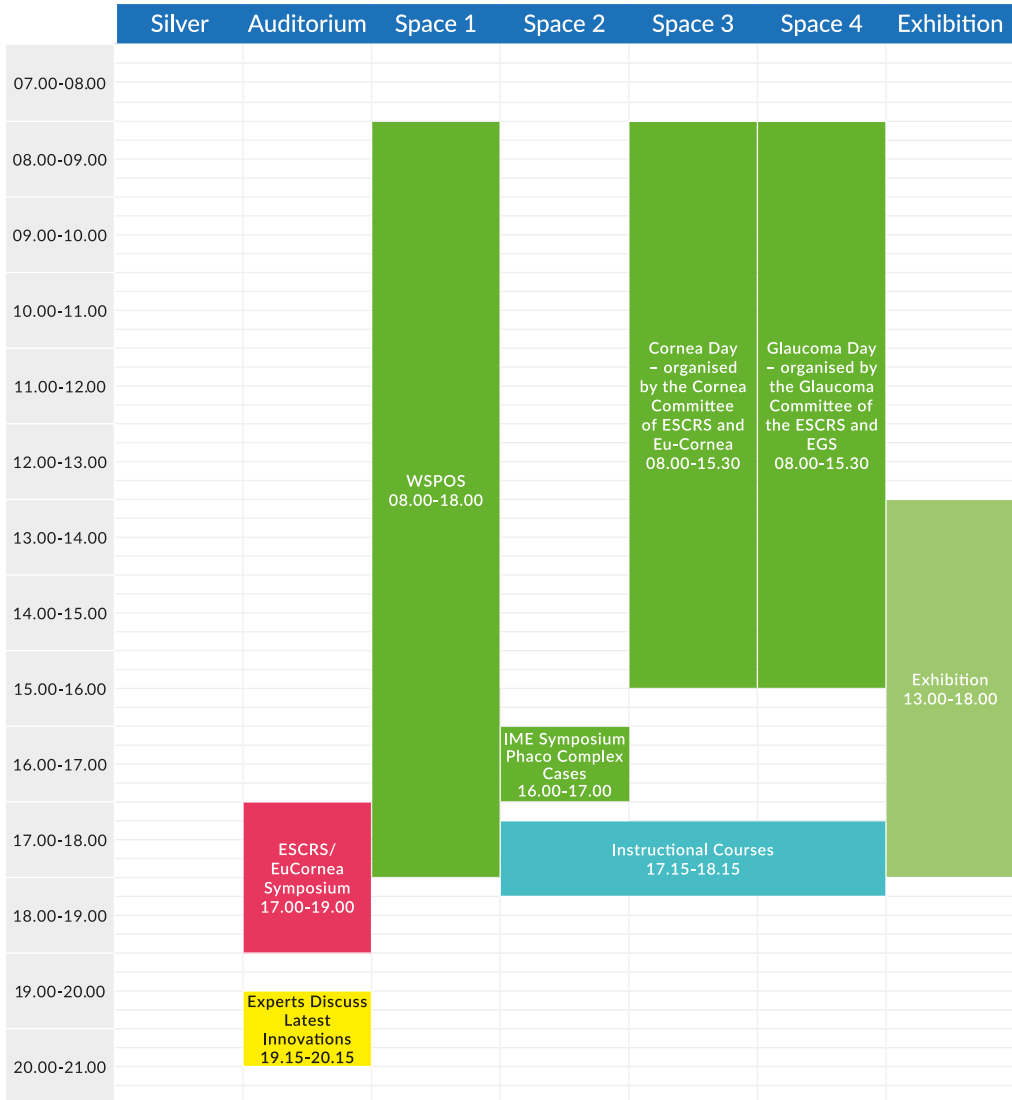 Silver Auditorium Space 1 Space 2 Space 3 Space 4 Exhibition
07.00-08.00
08.00-09.00
09.00-10.00
10.00-11.00
11.00-12.00
12.00-13.00
13.00-14.00
14.00-15.00
15.00-16.00
16.00-17.00
17.00-18.00
18.00-19.00
19.00-20.00
20.00-21.00
ESCRS/
EuCornea
Symposium
17.00-19.00
Experts Discuss
Latest
Innovations
19.15-20.15
WSPOS
08.00-18.00
IME Symposium
Phaco Complex
Cases
16.00-17.00
Cornea Day
– organised
by the Cornea
Committee
of ESCRS and
Eu-Cornea
08.00-15.30
Glaucoma Day
– organised by
the Glaucoma
Committee of
the ESCRS and
EGS
08.00-15.30
Instructional Courses
17.15-18.15
Exhibition
13.00-18.00